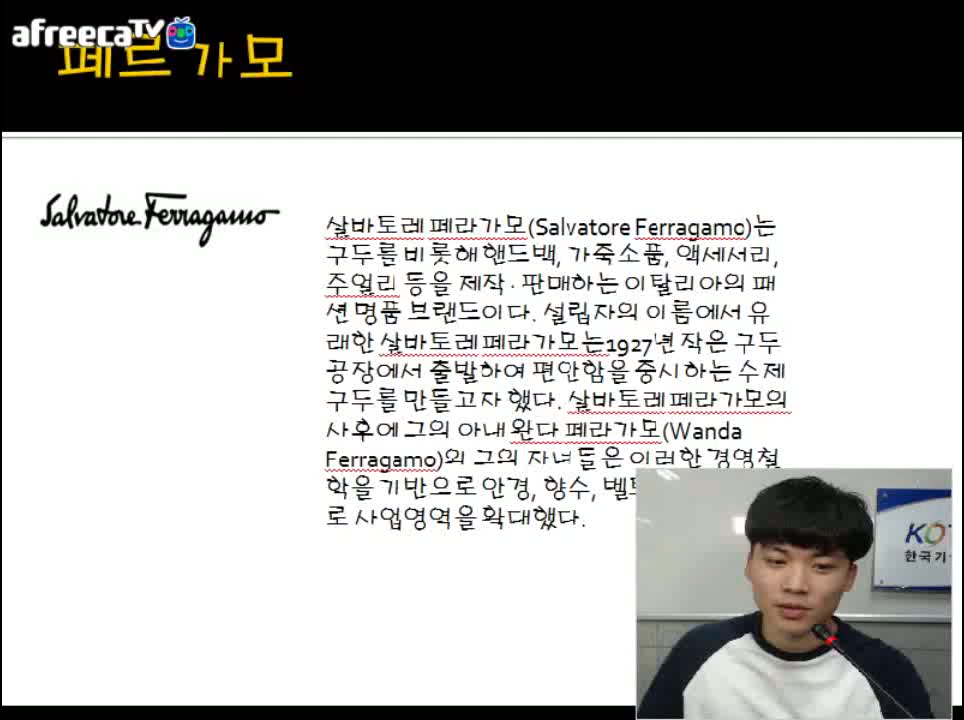 afreecaTV
페르가모
Salvatore Ferragamo
살바토레 페라가모(Salvatore Ferragamo)는
구두를 비롯해 핸드백, 가죽소품, 액세서리,
주얼리 등을 제작·판매하는 이탈리아의 패
션 명품 브랜드이다. 설립자의 이름에서 유
래한 살바토레 페라가모는1927년 작은 구두
공장에서 출발하여 편안함을 중시하는 수제
구두를 만들고자 했다. 살바토레 페라가모의
사후에 그의 아내 완다 페라가모(Wanda
Ferragamo)와 그의 자녀들은 이러한 경영철
학을 기반으로 안경, 향수,
로 사업영역을 확대했다.
한국기